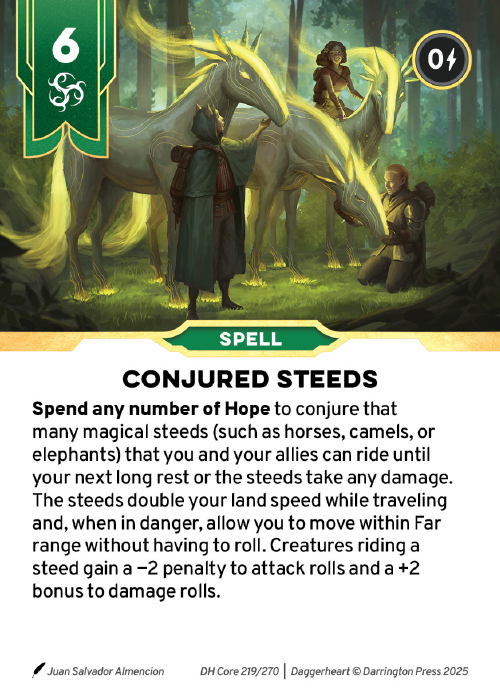 6
0
SPELL
CONJURED STEEDS
Spend any number of Hope to conjure that
many magical steeds (such as horses, camels, or
elephants) that you and your allies can ride until
your next long rest or the steeds take any damage.
The steeds double your land speed while traveling
and, when in danger, allow you to move within Far
range without having to roll. Creatures riding a
steed gain a −2 penalty to attack rolls and a +2
bonus to damage rolls.
Juan Salvador Almencion DH Core 219/270 | Daggerheart © Darrington Press 2025